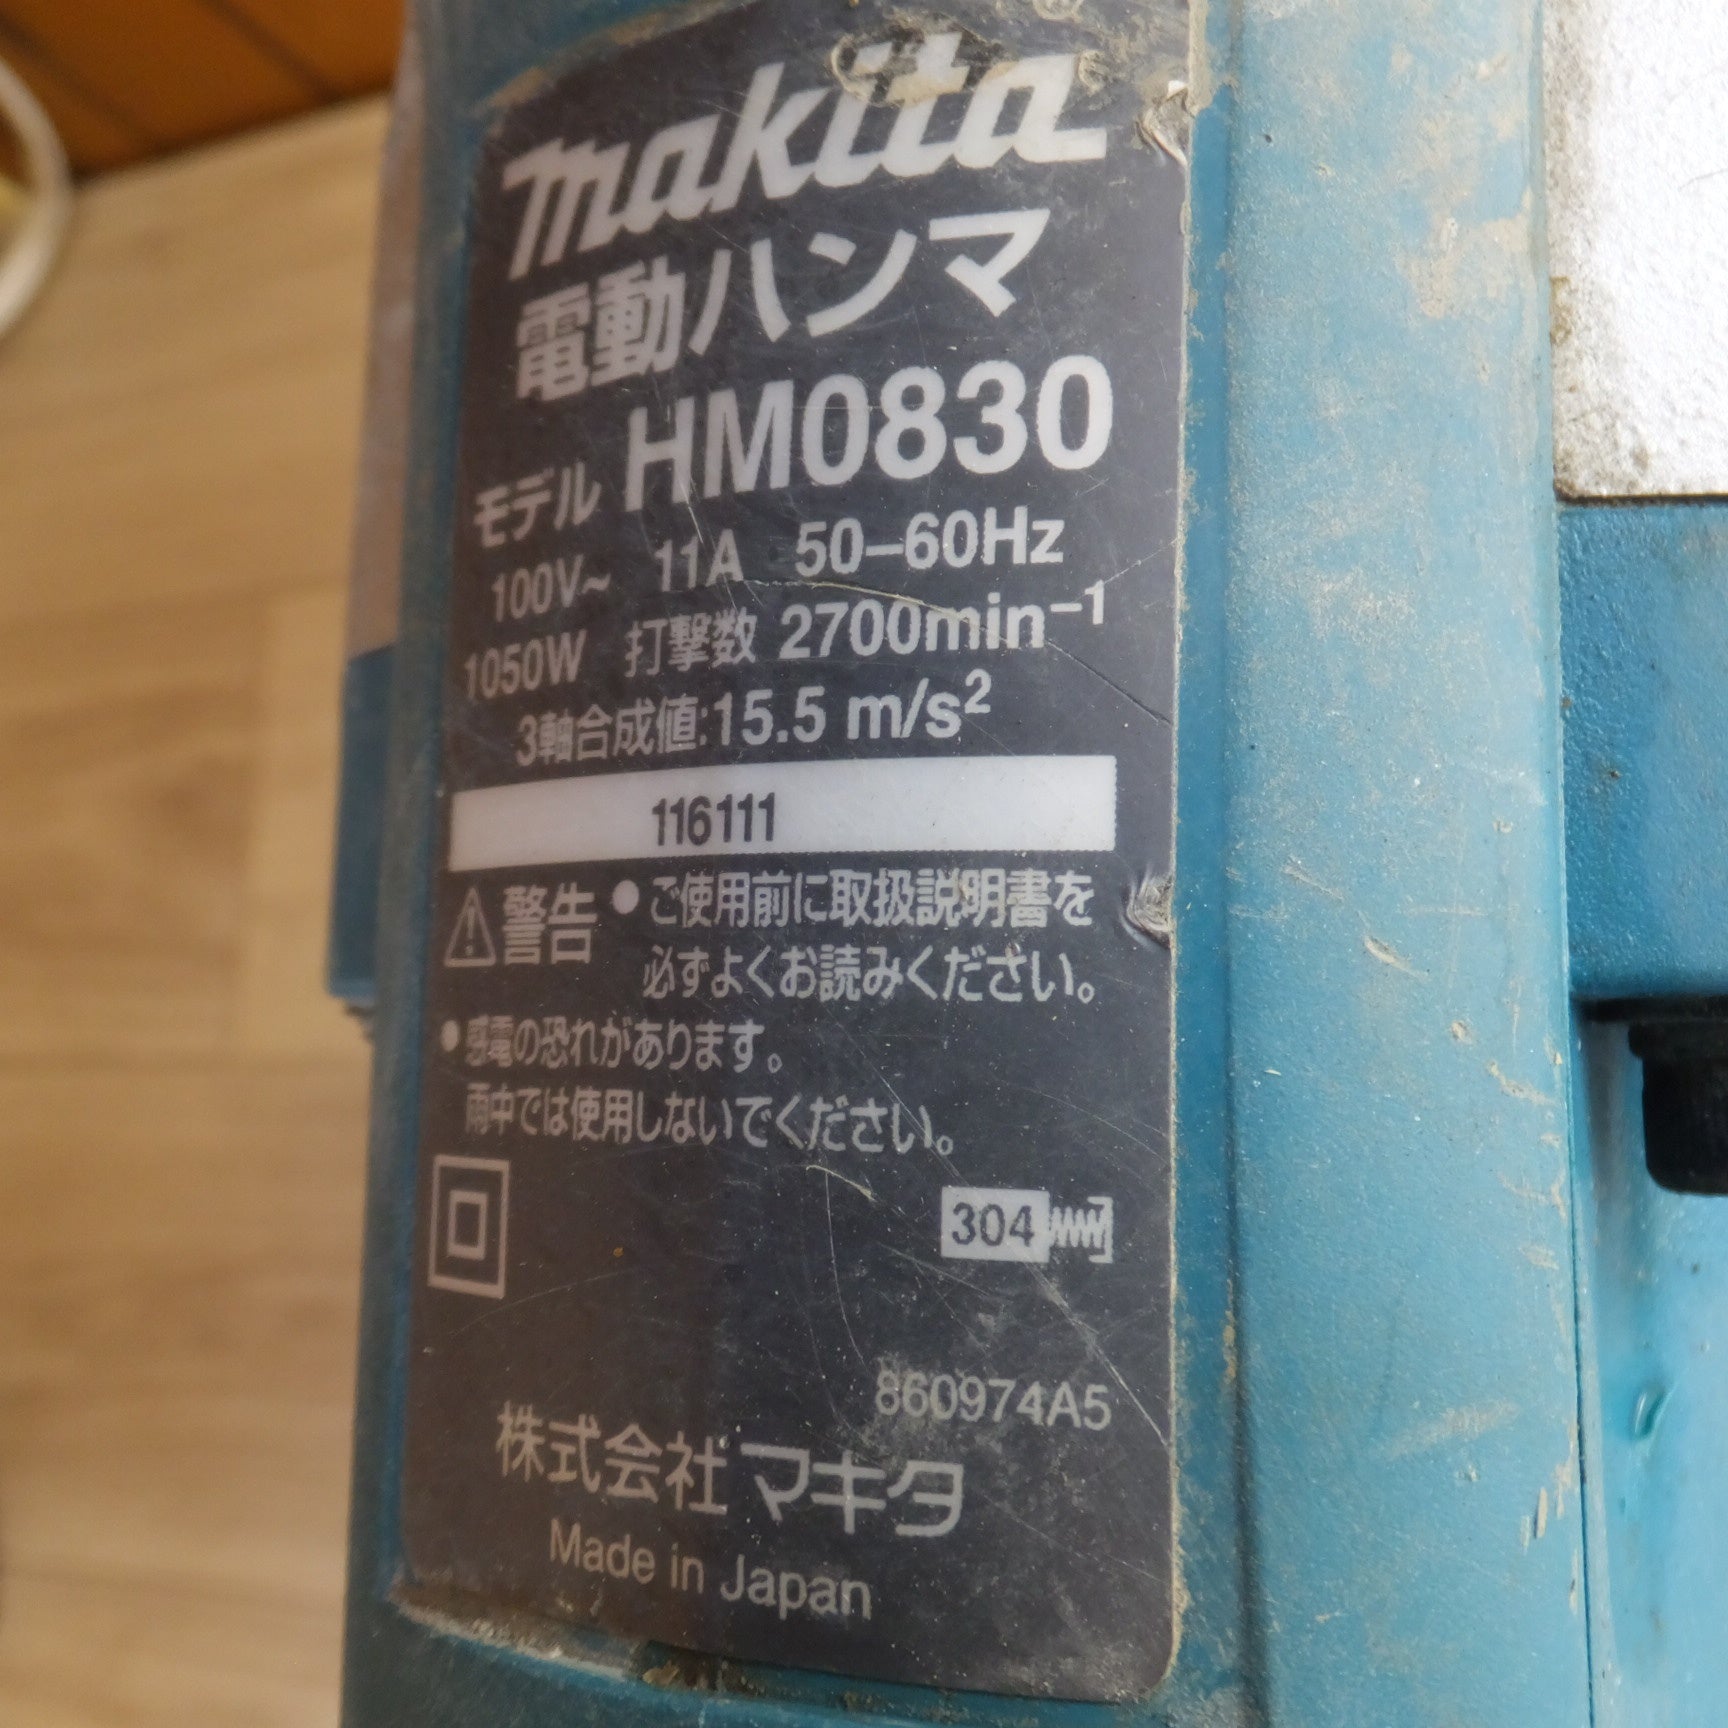 makita
電動ハンマ
モデル HM0830
100V~ 11A 50–60Hz
1050W 打撃数 2700min⁻¹
3軸合成値:15.5 m/s²
116111
警告 ● ご使用前に取扱説明書を
必ずよくお読みください。
● 感電の恐れがあります。
雨中では使用しないでください。
304
860974A5
株式会社マキタ
Made in Japan